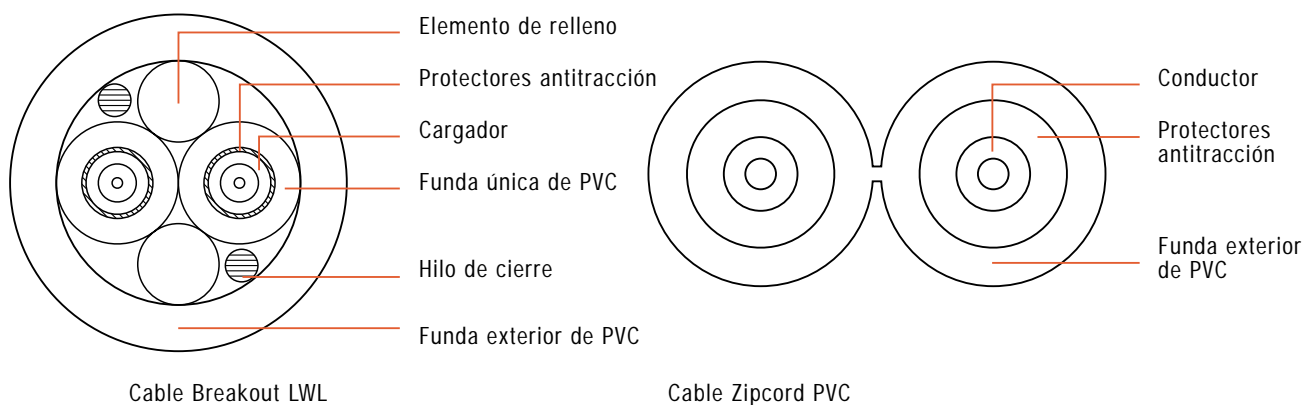 Elemento de relleno
Protectores antitracción
Cargador
Funda única de PVC
Hilo de cierre
Funda exterior de PVC
Cable Breakout LWL
Conductor
Protectores
antitracción
Funda exterior
de PVC
Cable Zipcord PVC